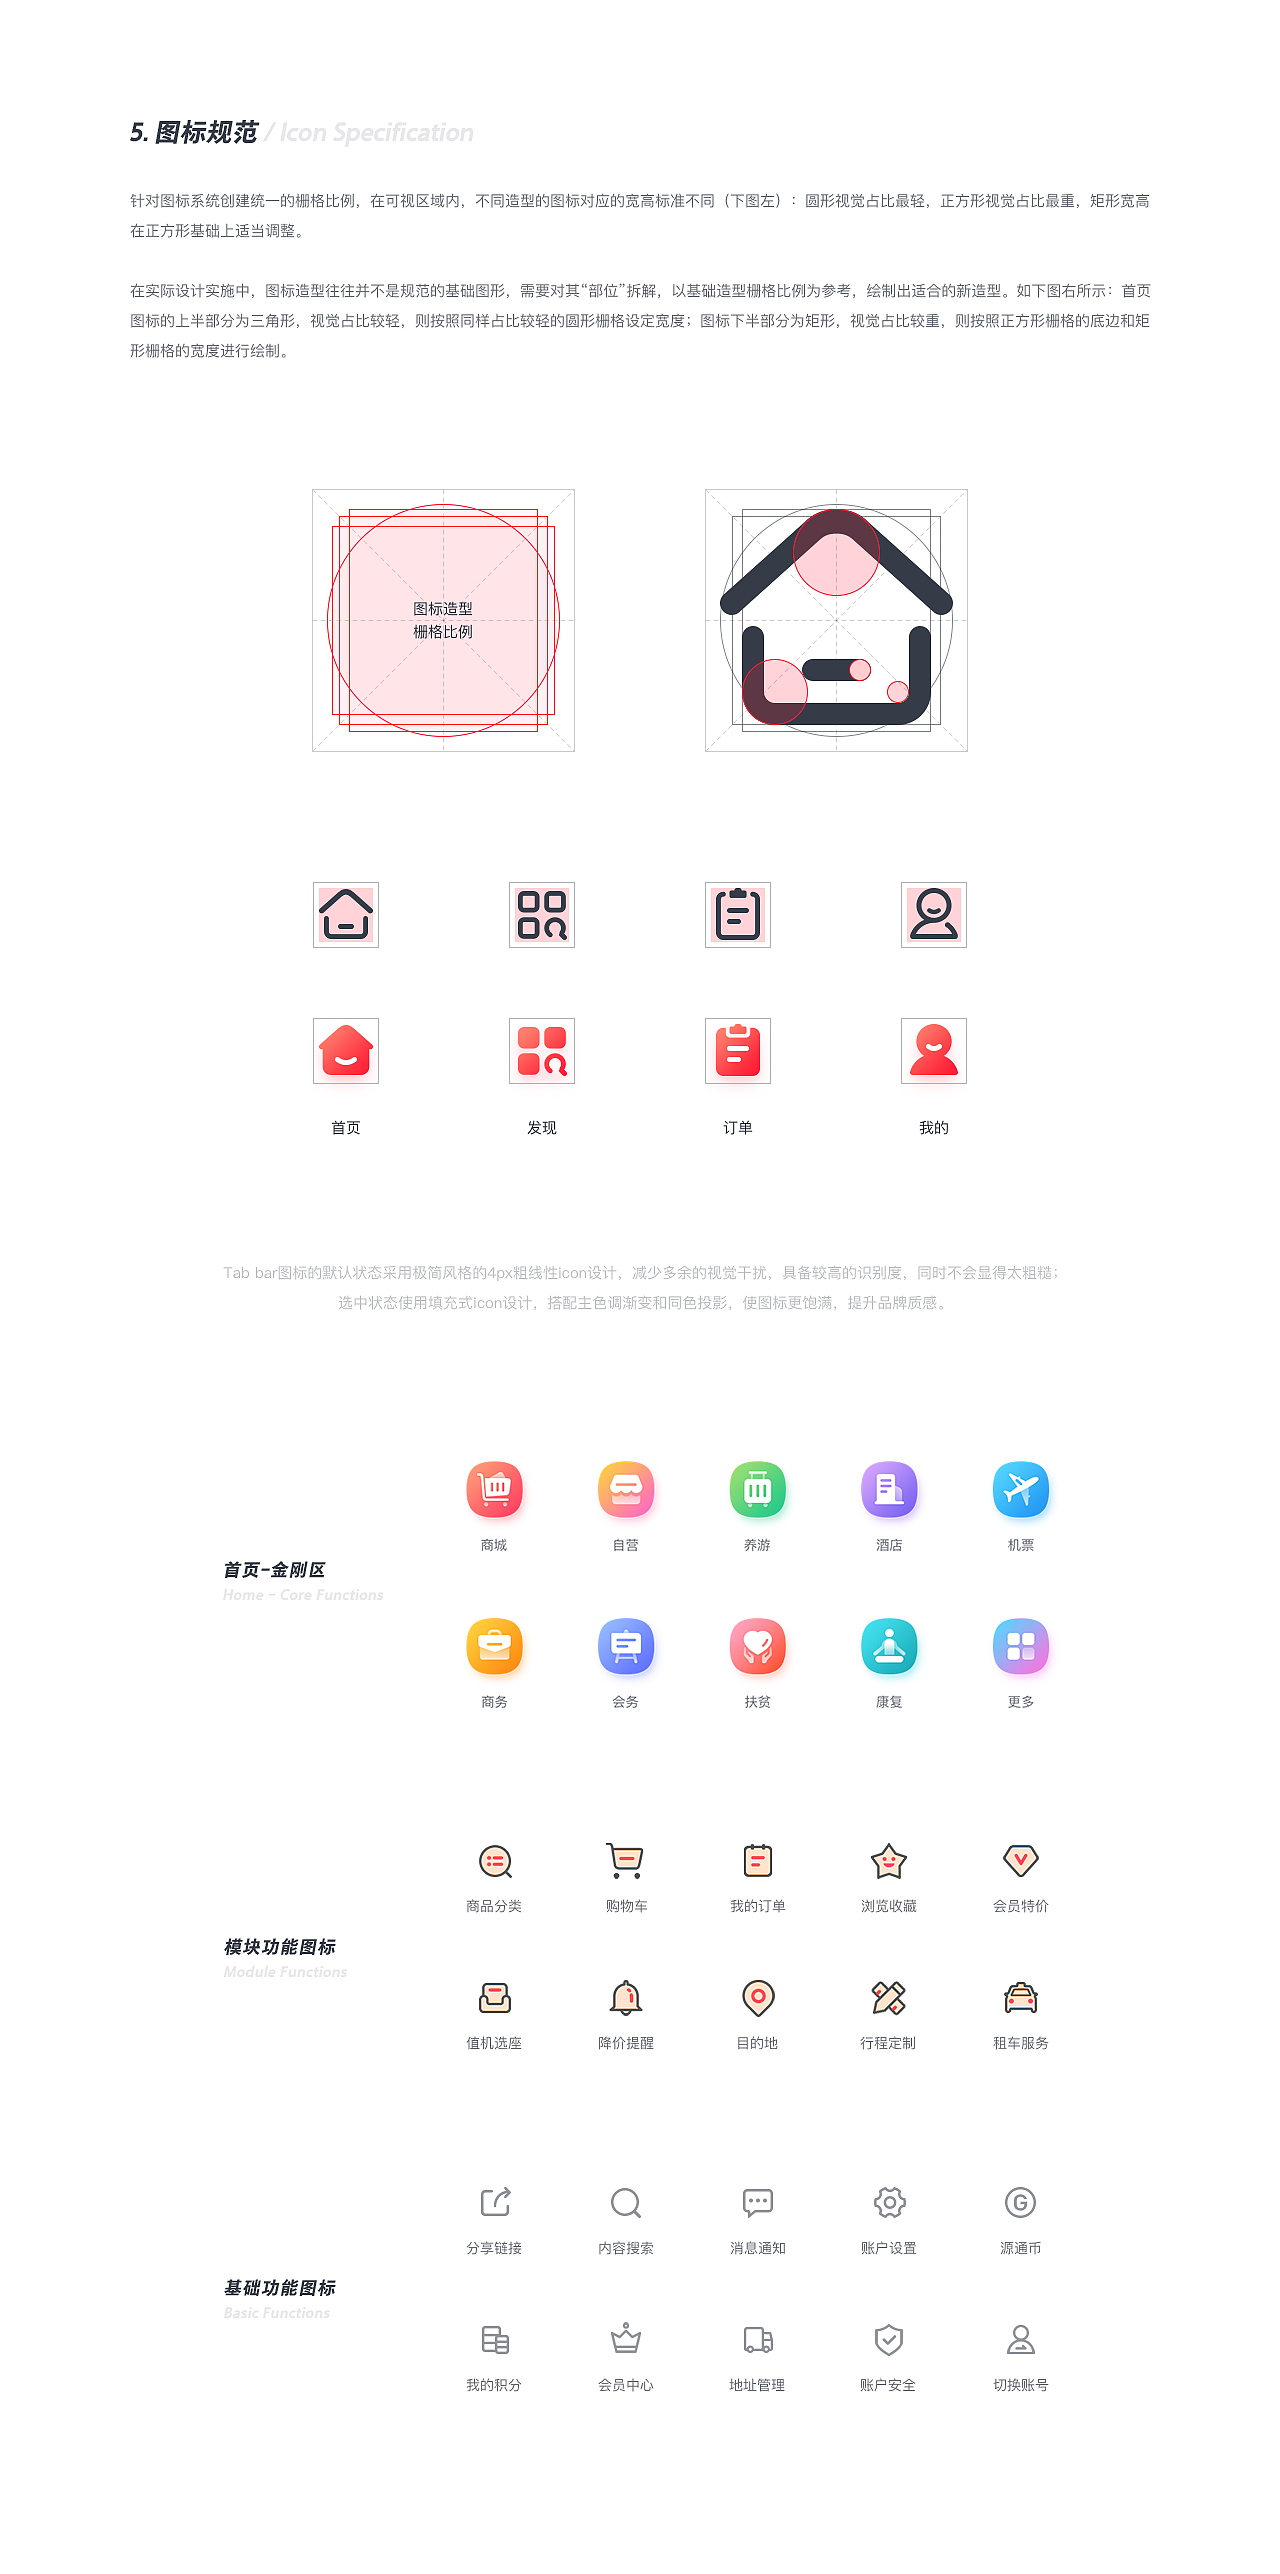 5. 图标规范 / Icon Specification
针对图标系统创建统一的栅格比例，在可视区域内，不同造型的图标对应的宽高标准不同（下图左）：圆形视觉占比最轻，正方形视觉占比最重，矩形宽高
在正方形基础上适当调整。
在实际设计实施中，图标造型往往并不是规范的基础图形，需要对其“部位”拆解，以基础造型栅格比例为参考，绘制出适合的新造型。如下图右所示：首页
图标的上半部分为三角形，视觉占比较轻，则按照同样占比较轻的圆形栅格设定宽度；图标下半部分为矩形，视觉占比较重，则按照正方形栅格的底边和矩
形栅格的宽度进行绘制。
图标造型
栅格比例
首页 发现 订单 我的
Tab bar图标的默认状态采用极简风格的4px粗线性icon设计，减少多余的视觉干扰，具备较高的识别度，同时不会显得太粗糙；
选中状态使用填充式icon设计，搭配主色调渐变和同色投影，使图标更饱满，提升品牌质感。
商城 自营 养游 酒店 机票
首页-金刚区
Home - Core Functions
商务 会务 扶贫 康复 更多
商品分类 购物车 我的订单 浏览收藏 会员特价
模块功能图标
Module Functions
值机选座 降价提醒 目的地 行程定制 租车服务
G
分享链接 内容搜索 消息通知 账户设置 源通币
基础功能图标
Basic Functions
我的积分 会员中心 地址管理 账户安全 切换账号